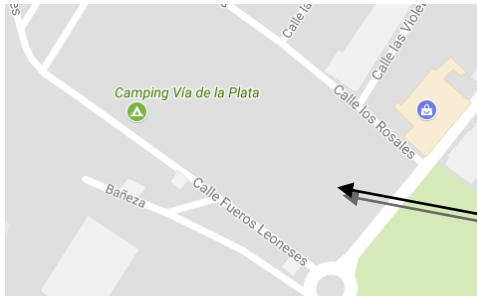 Calle la
Calle las Violet
Camping Vía de la Plata
Calle los Rosales
Bañeza
Calle Fueros Leoneses